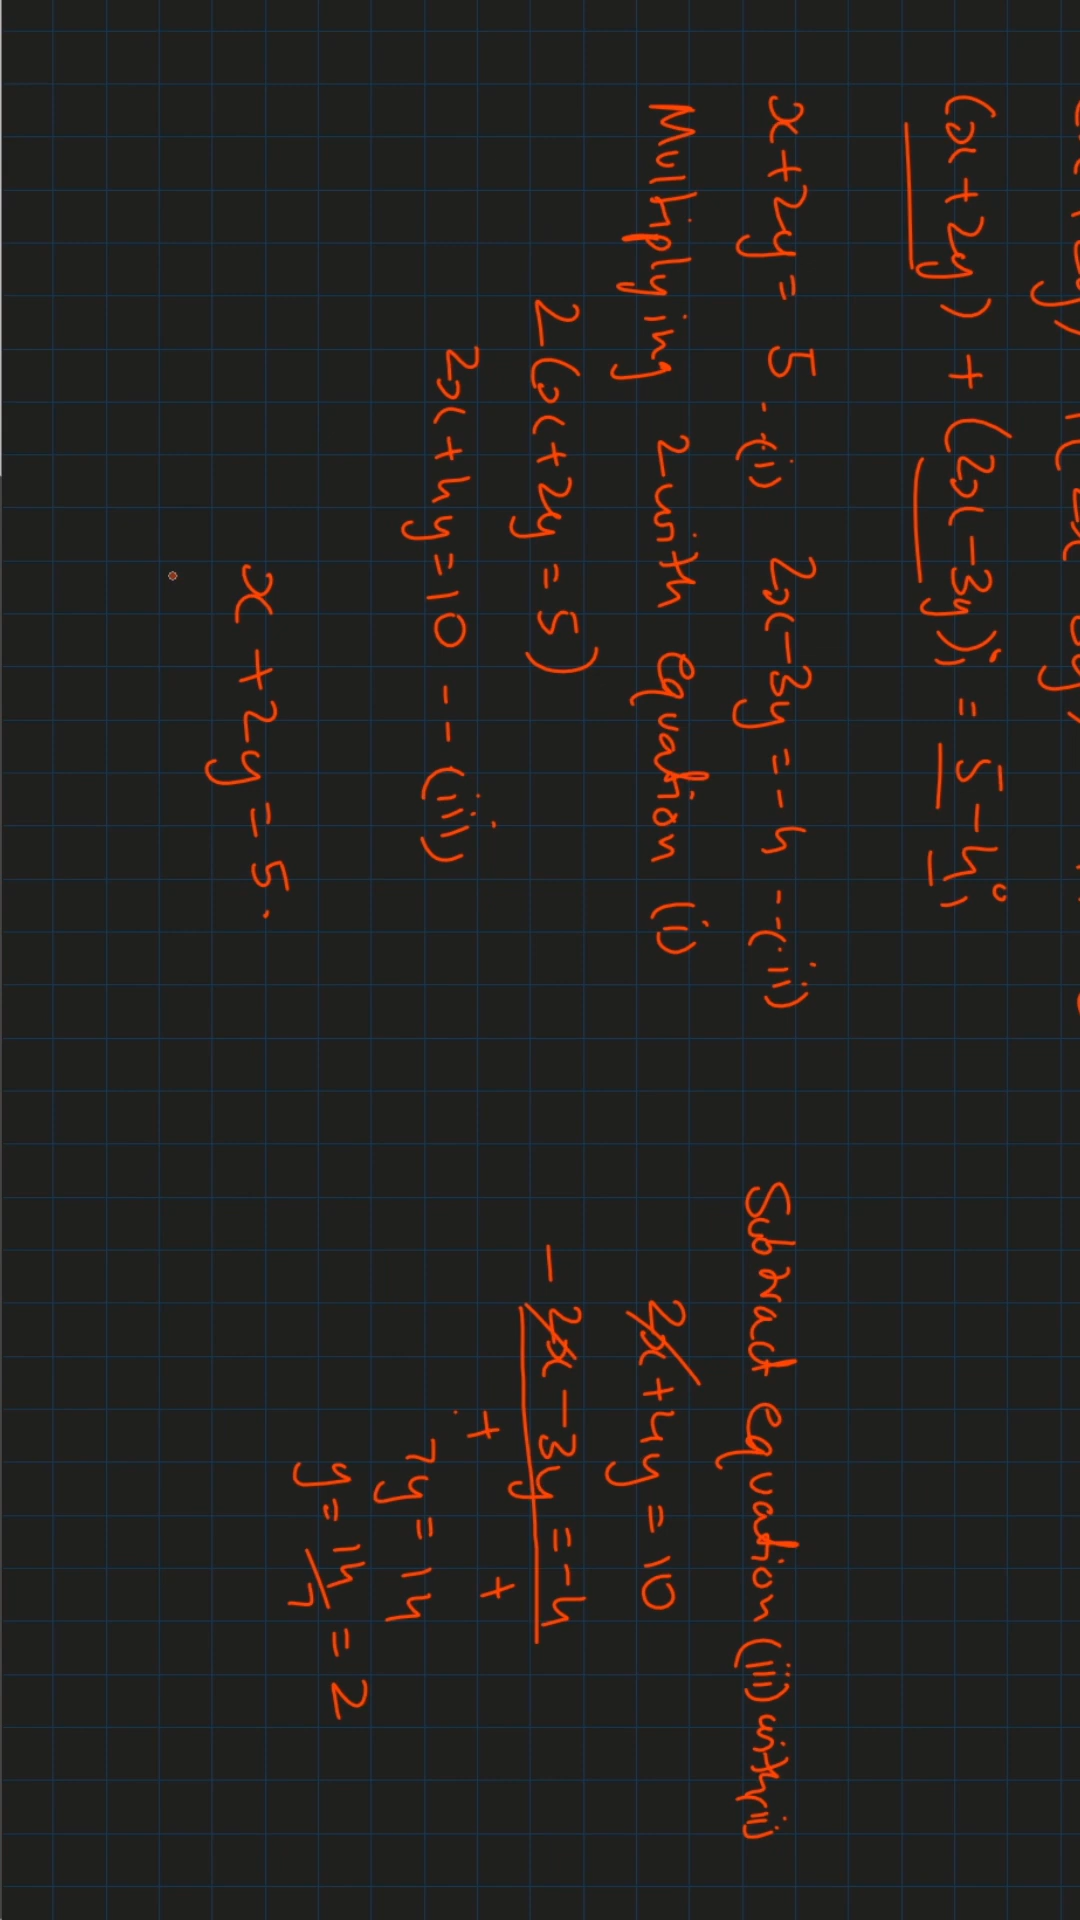 (x+2y) + (2x-3y)i = 5-4i
x+2y = 5 --(i) 2x-3y = -4 --(ii)
Multiplying 2 with equation (i)
2(x+2y = 5)
2x+4y = 10 -- (iii)
x + 2y = 5.
Subtract equation (iii) with (ii)
2x+4y = 10
- 2x - 3y = -4
+ +
7y = 14
y = 14/7 = 2